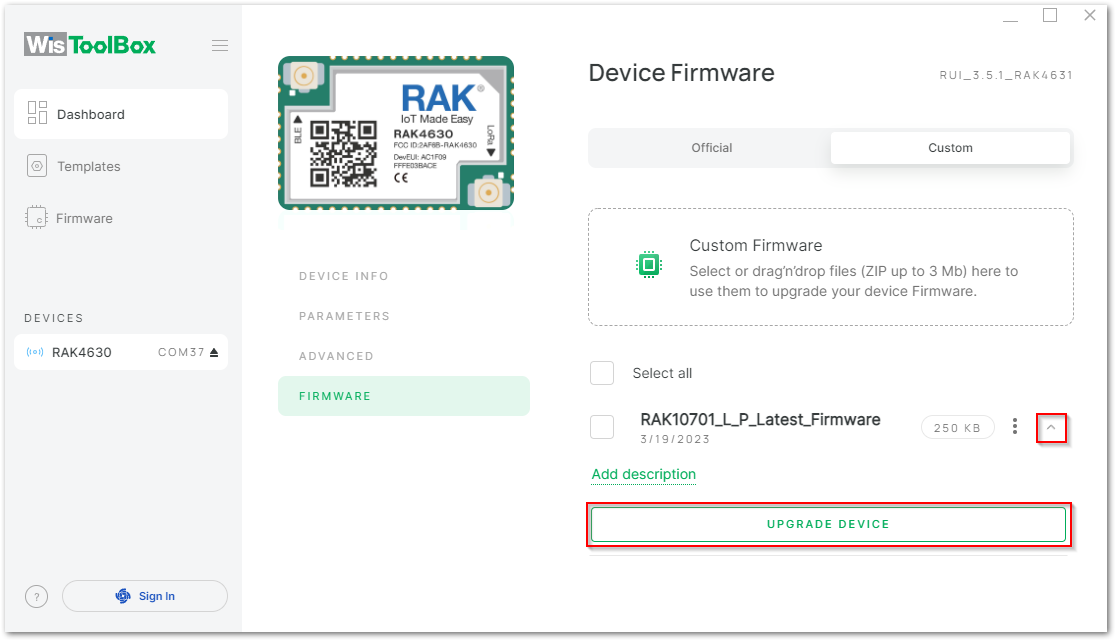 WisToolBox
Dashboard
Templates
Firmware
DEVICES
RAK4630 COM37
?
Sign In
RAK®
IoT Made Easy
RAK4630
FCC ID:2AF6B-RAK4630
DevEUI: AC1F09
FFFE03BACE
CE
BLE
LoRa
DEVICE INFO
PARAMETERS
ADVANCED
FIRMWARE
Device Firmware
RUI_3.5.1_RAK4631
Official
Custom
Custom Firmware
Select or drag'n'drop files (ZIP up to 3 Mb) here to
use them to upgrade your device Firmware.
Select all
RAK10701_L_P_Latest_Firmware
3/19/2023
250 KB
Add description
UPGRADE DEVICE